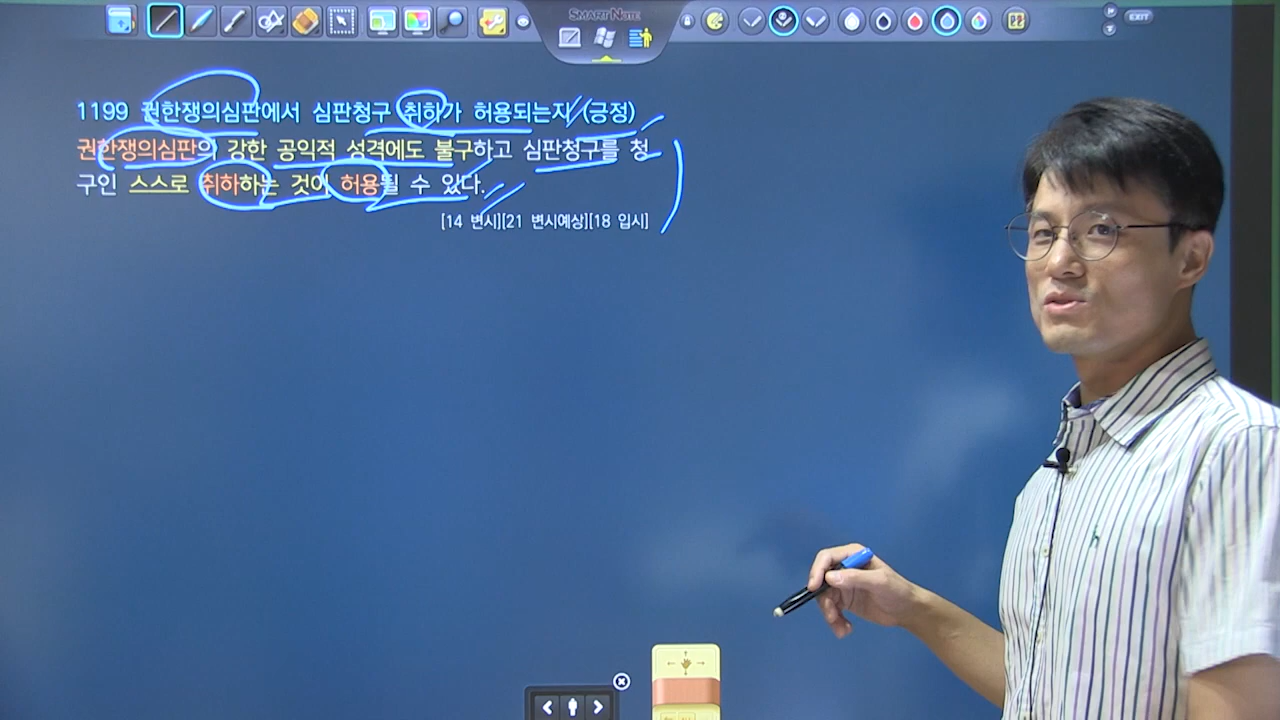 SMARTNOTE
EXIT
1199 권한쟁의심판에서 심판청구 취하가 허용되는지 (긍정)
권한쟁의심판의 강한 공익적 성격에도 불구하고 심판청구를 청
구인 스스로 취하하는 것이 허용될 수 있다.
[14 변시][21 변시예상][18 입시]